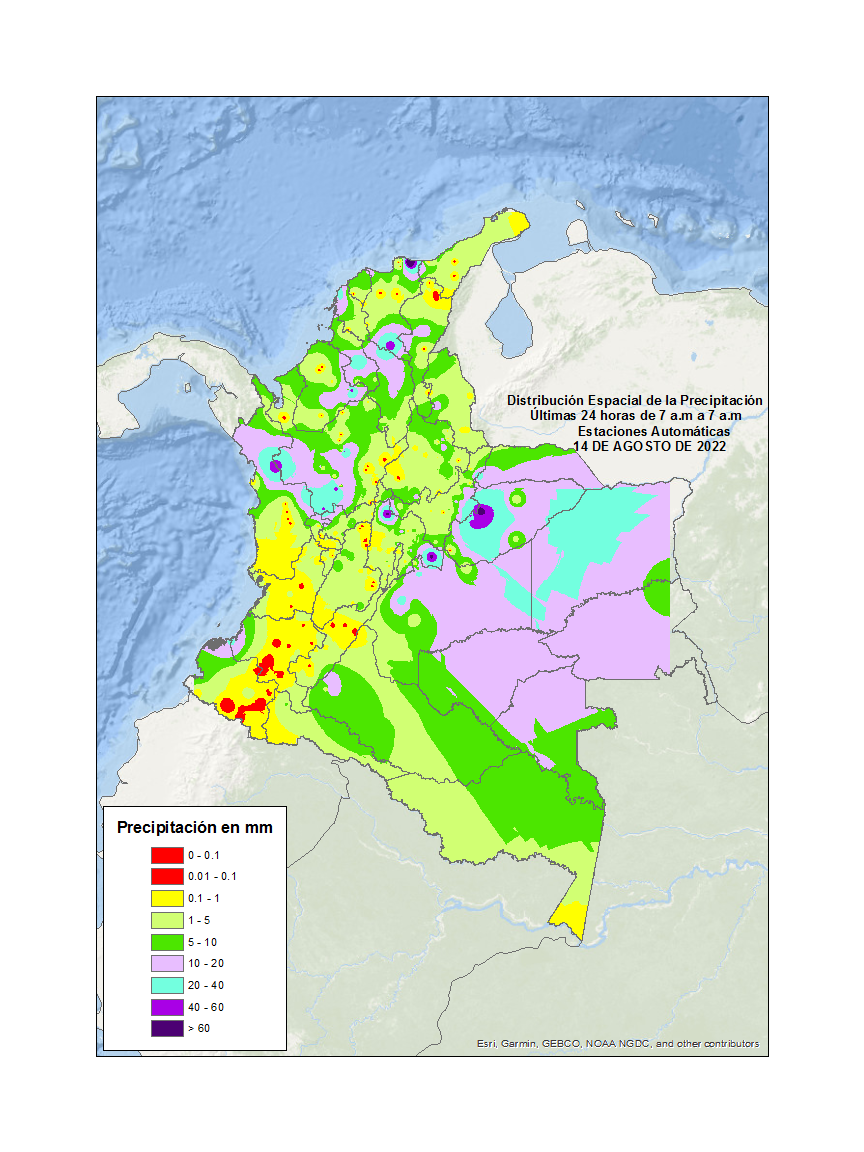 Distribución Espacial de la Precipitación
Últimas 24 horas de 7 a.m a 7 a.m
Estaciones Automáticas
14 DE AGOSTO DE 2022
Precipitación en mm
0 - 0.1
0.01 - 0.1
0.1 - 1
1 - 5
5 - 10
10 - 20
20 - 40
40 - 60
> 60
Esri, Garmin, GEBCO, NOAA NGDC, and other contributors